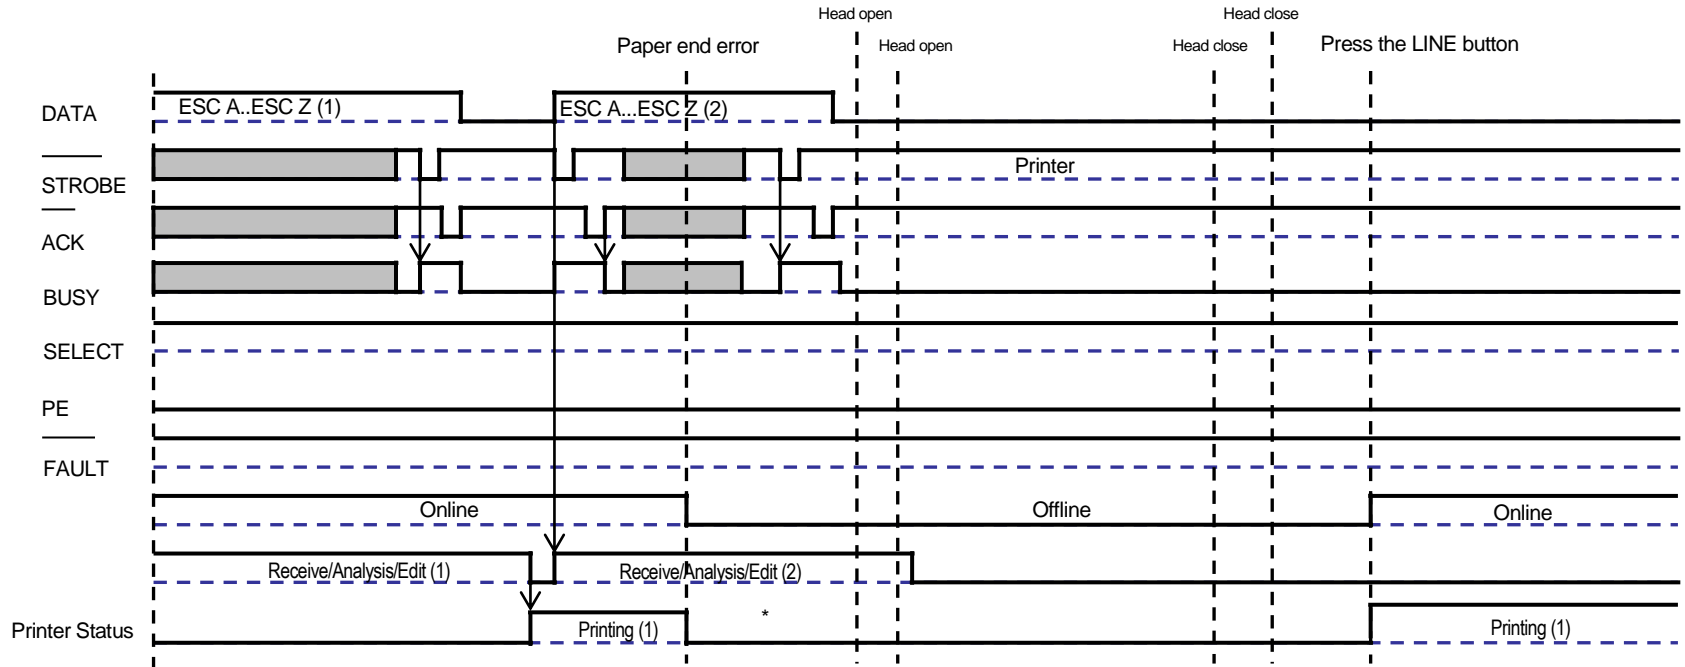 Head open
Head close
Paper end error
Head open
Head close
Press the LINE button
DATA
ESC A..ESC Z (1)
ESC A...ESC Z (2)
STROBE
Printer
ACK
BUSY
SELECT
PE
FAULT
Online
Offline
Online
Receive/Analysis/Edit (1)
Receive/Analysis/Edit (2)
Printer Status
Printing (1)
*
Printing (1)